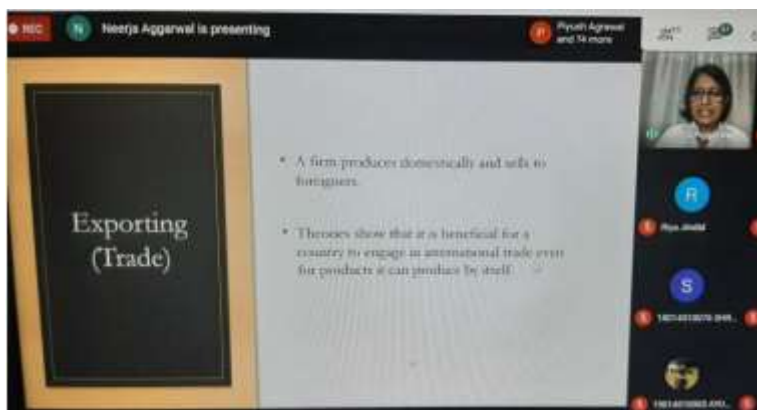 REC
N
Neerja Aggarwal is presenting
Piyush Agrawal
and 14 more
Exporting
(Trade)
• A firm produces domestically and sells to
foreigners.
• Theories show that it is beneficial for a
country to engage in international trade even
for products it can produce by itself
R
S